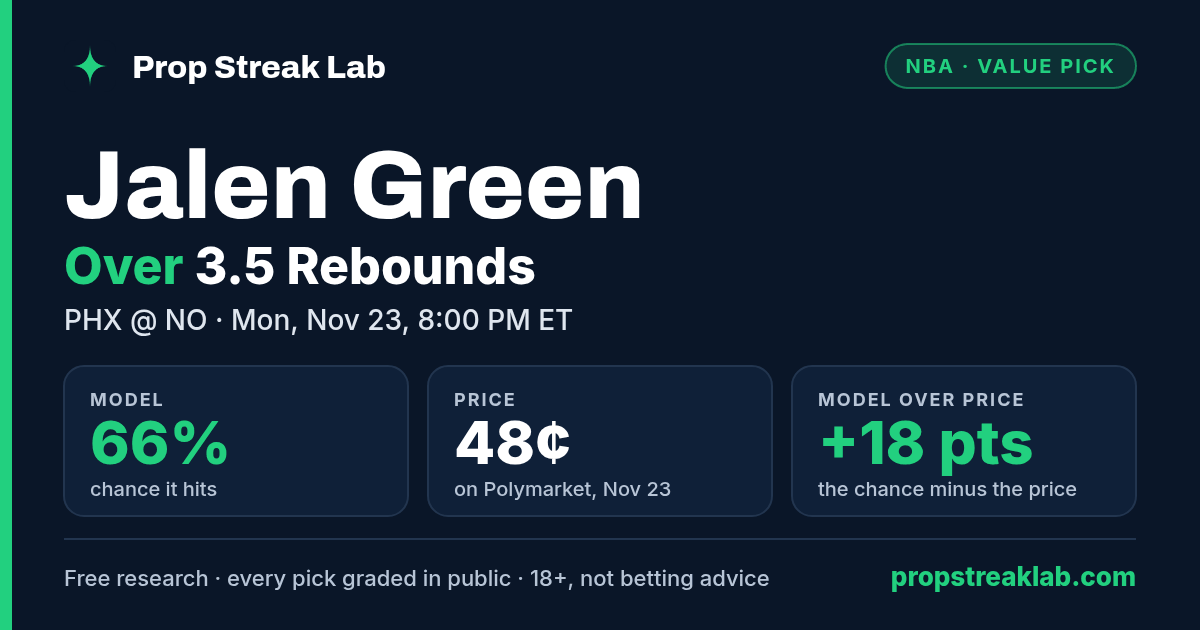 Prop Streak Lab
NBA · VALUE PICK
Jalen Green
Over 3.5 Rebounds
PHX @ NO · Mon, Nov 23, 8:00 PM ET
MODEL
66%
chance it hits
PRICE
48¢
on Polymarket, Nov 23
MODEL OVER PRICE
+18 pts
the chance minus the price
Free research · every pick graded in public · 18+, not betting advice
propstreaklab.com